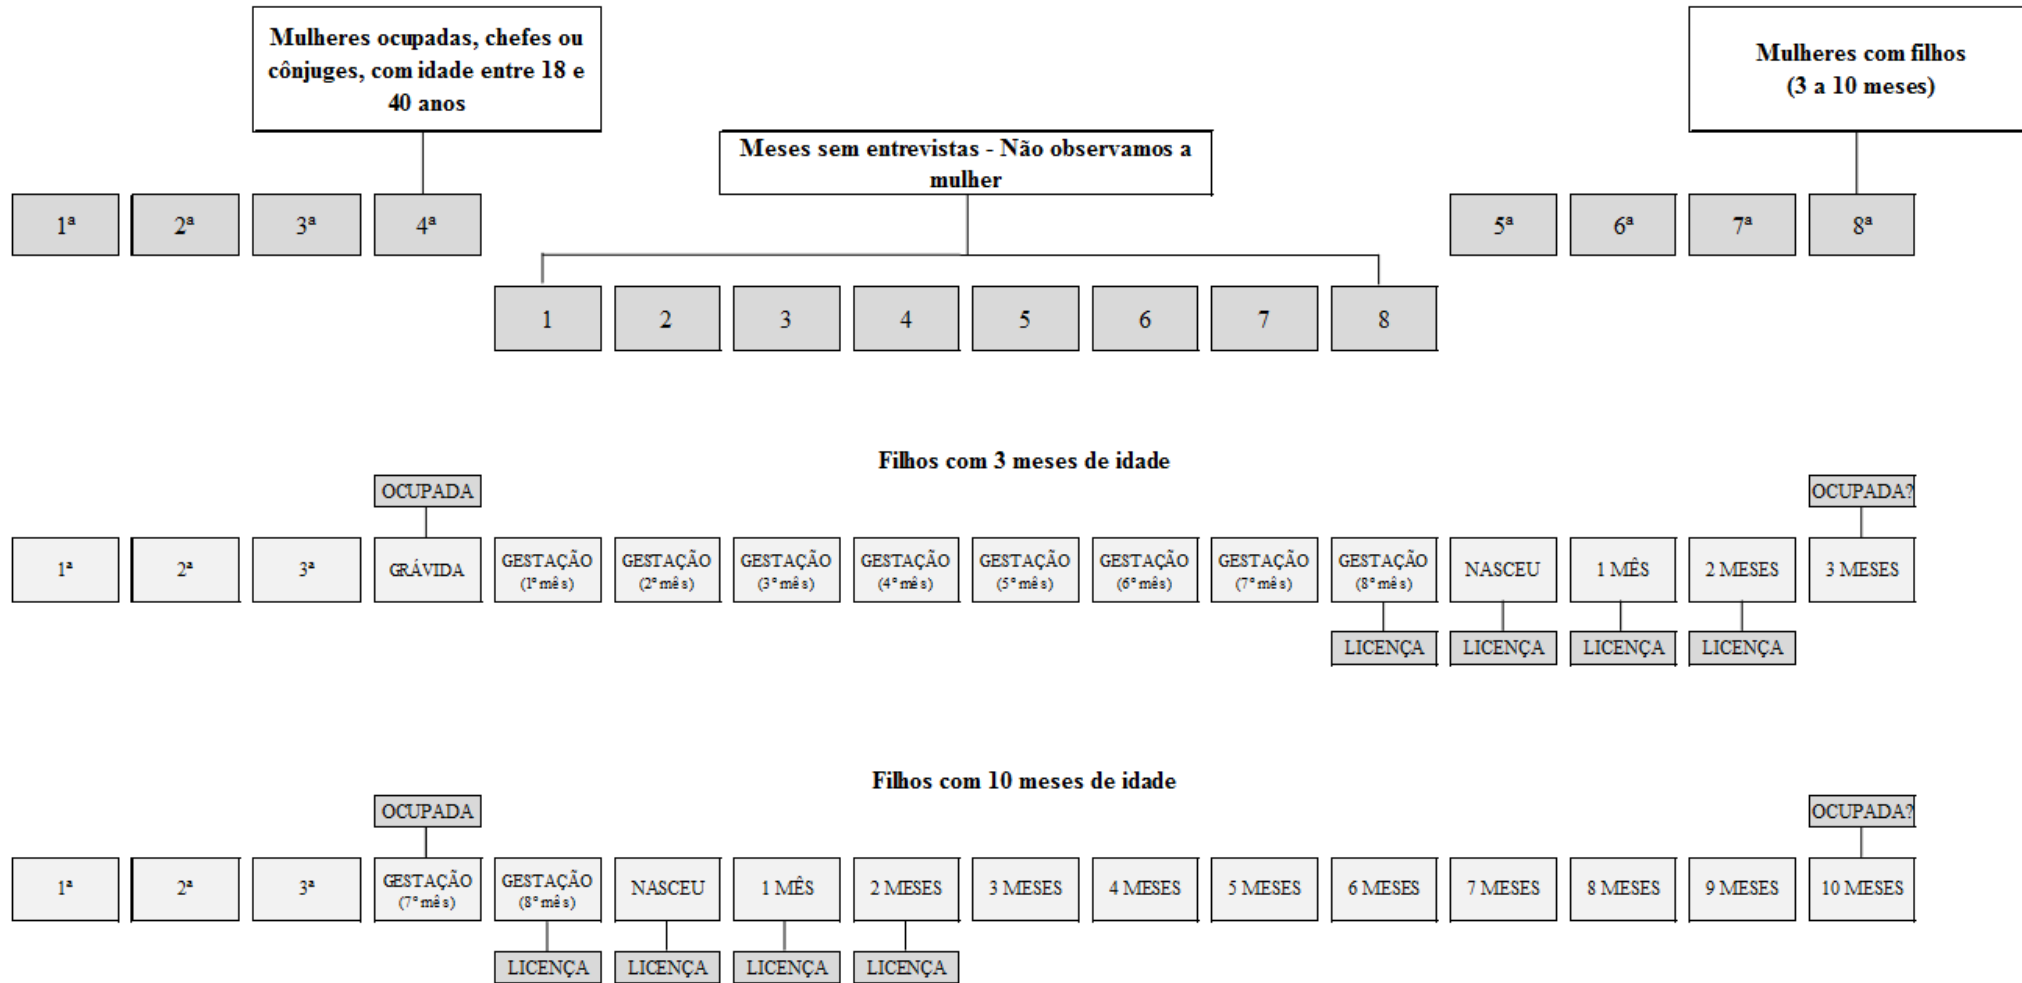 Mulheres ocupadas, chefes ou
cônjuges, com idade entre 18 e
40 anos
Mulheres com filhos
(3 a 10 meses)
Meses sem entrevistas - Não observamos a
mulher
1ª
2ª
3ª
4ª
5ª
6ª
7ª
8ª
1
2
3
4
5
6
7
8
Filhos com 3 meses de idade
OCUPADA
OCUPADA?
1ª
2ª
3ª
GRÁVIDA
GESTAÇÃO
(1º mês)
GESTAÇÃO
(2º mês)
GESTAÇÃO
(3º mês)
GESTAÇÃO
(4º mês)
GESTAÇÃO
(5º mês)
GESTAÇÃO
(6º mês)
GESTAÇÃO
(7º mês)
GESTAÇÃO
(8º mês)
NASCEU
1 MÊS
2 MESES
3 MESES
LICENÇA
LICENÇA
LICENÇA
LICENÇA
Filhos com 10 meses de idade
OCUPADA
OCUPADA?
1ª
2ª
3ª
GESTAÇÃO
(7º mês)
GESTAÇÃO
(8º mês)
NASCEU
1 MÊS
2 MESES
3 MESES
4 MESES
5 MESES
6 MESES
7 MESES
8 MESES
9 MESES
10 MESES
LICENÇA
LICENÇA
LICENÇA
LICENÇA